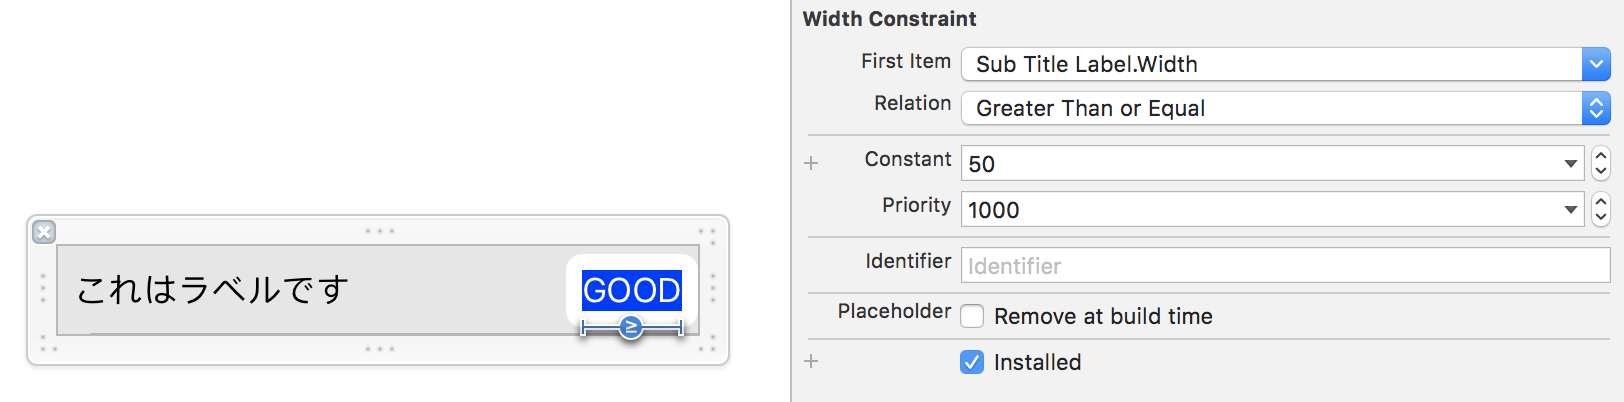 これはラベルです
GOOD
Width Constraint
First Item Sub Title Label.Width
Relation Greater Than or Equal
Constant 50
Priority 1000
Identifier Identifier
Placeholder Remove at build time
Installed